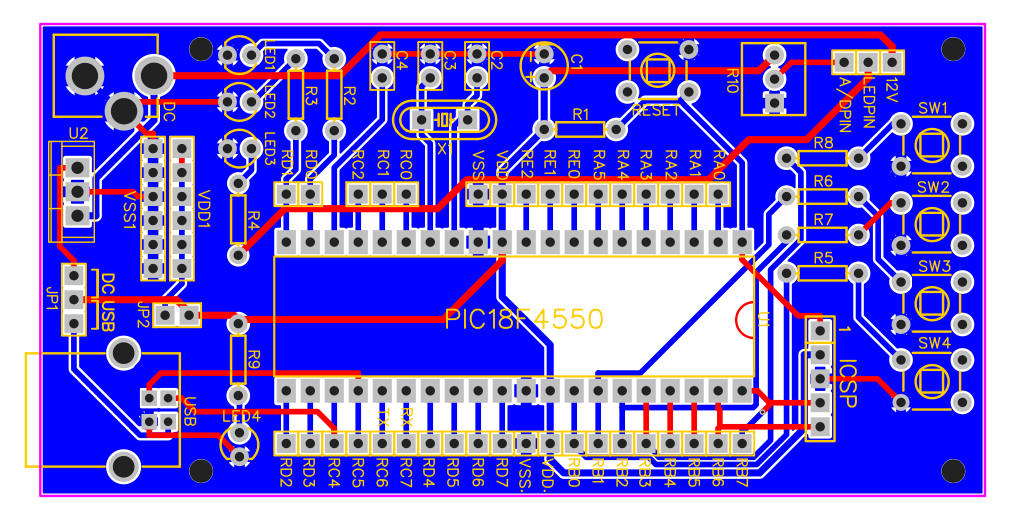 DC
LED1
LED2
LED3
R3
R2
C4
C3
C2
C1
R1
RESET
R10
A/DPIN
LEDPIN
12V
SW1
SW2
SW3
SW4
R8
R6
R7
R5
U2
VSS1
VDD1
R4
RD1
RD0
RC2
RC1
RC0
VSS
VDD
RE2
RE1
RE0
RA5
RA4
RA3
RA2
RA1
RA0
JP1
DC USB
JP2
PIC18F4550
1
ICSP
R9
USB
LED4
TX
RX
RD2
RD3
RC4
RC5
RC6
RC7
RD4
RD5
RD6
RD7
VSS.
VDD.
RB0
RB1
RB2
RB3
RB4
RB5
RB6
RB7